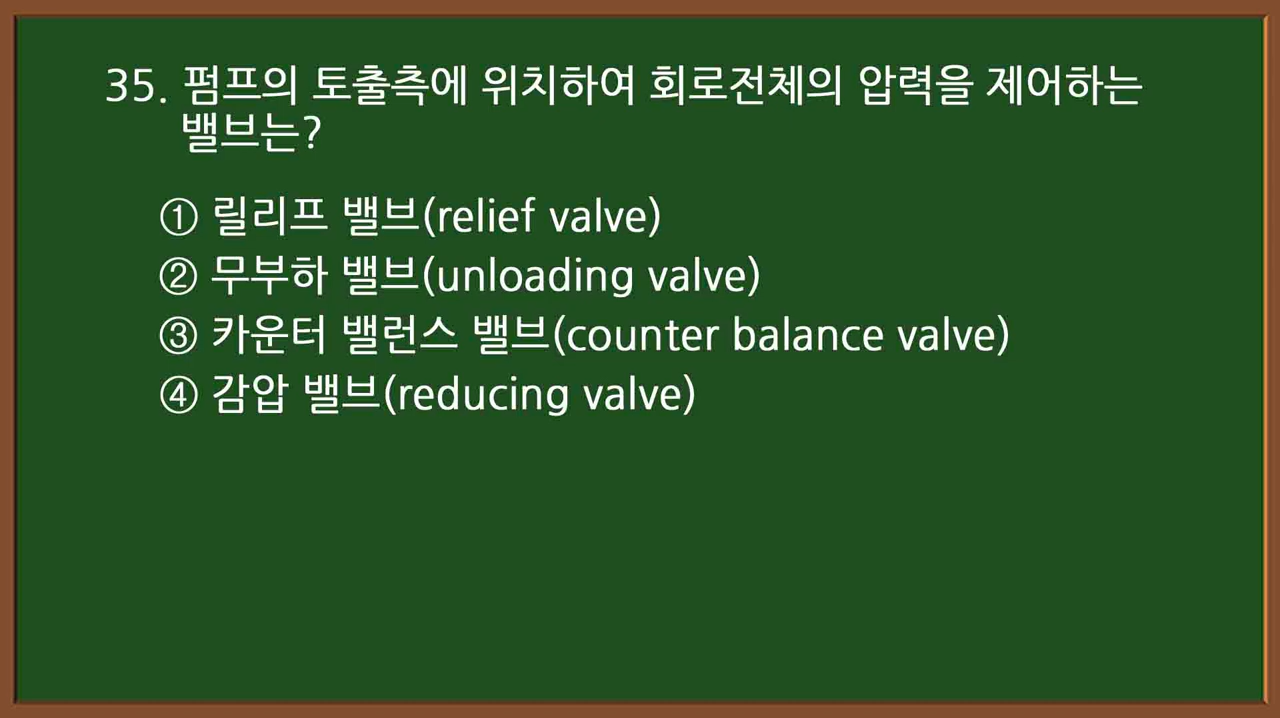 35. 펌프의 토출측에 위치하여 회로전체의 압력을 제어하는
밸브는?
① 릴리프 밸브(relief valve)
② 무부하 밸브(unloading valve)
③ 카운터 밸런스 밸브(counter balance valve)
④ 감압 밸브(reducing valve)